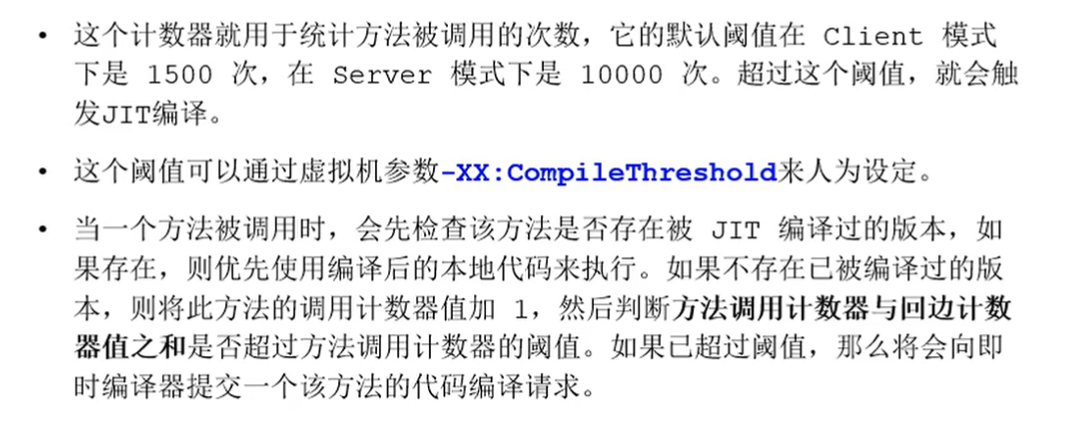 • 这个计数器就用于统计方法被调用的次数，它的默认阈值在 Client 模式
下是 1500 次，在 Server 模式下是 10000 次。超过这个阈值，就会触
发JIT编译。
• 这个阈值可以通过虚拟机参数-XX:CompileThreshold来人为设定。
• 当一个方法被调用时，会先检查该方法是否存在被 JIT 编译过的版本，如
果存在，则优先使用编译后的本地代码来执行。如果不存在已被编译过的版
本，则将此方法的调用计数器值加 1，然后判断方法调用计数器与回边计数
器值之和是否超过方法调用计数器的阈值。如果已超过阈值，那么将会向即
时编译器提交一个该方法的代码编译请求。